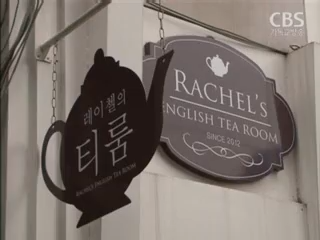 CBS
레이첼의
티룸
RACHEL'S ENGLISH TEA ROOM
RACHEL'S
ENGLISH TEA ROOM
SINCE 2012